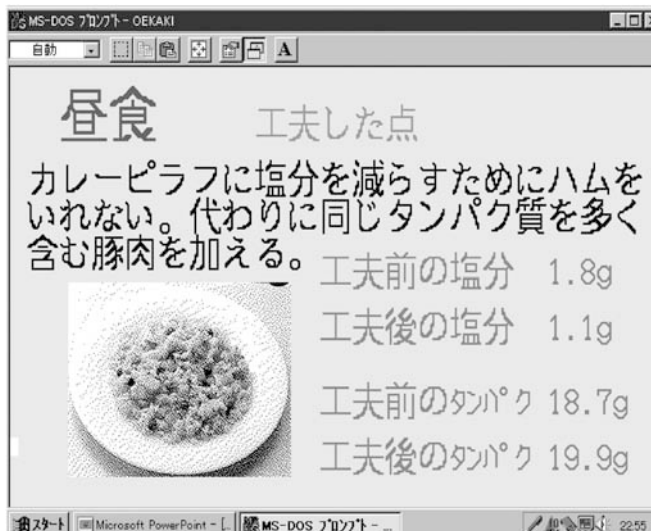 MS-DOS プロンプト - OEKAKI
自動
A
昼食 工夫した点
カレーピラフに塩分を減らすためにハムを
いれない。代わりに同じタンパク質を多く
含む豚肉を加える。
工夫前の塩分 1.8g
工夫後の塩分 1.1g
工夫前のタンパク 18.7g
工夫後のタンパク 19.9g
スタート Microsoft PowerPoint - [... MS-DOS プロンプト - ... 22:55